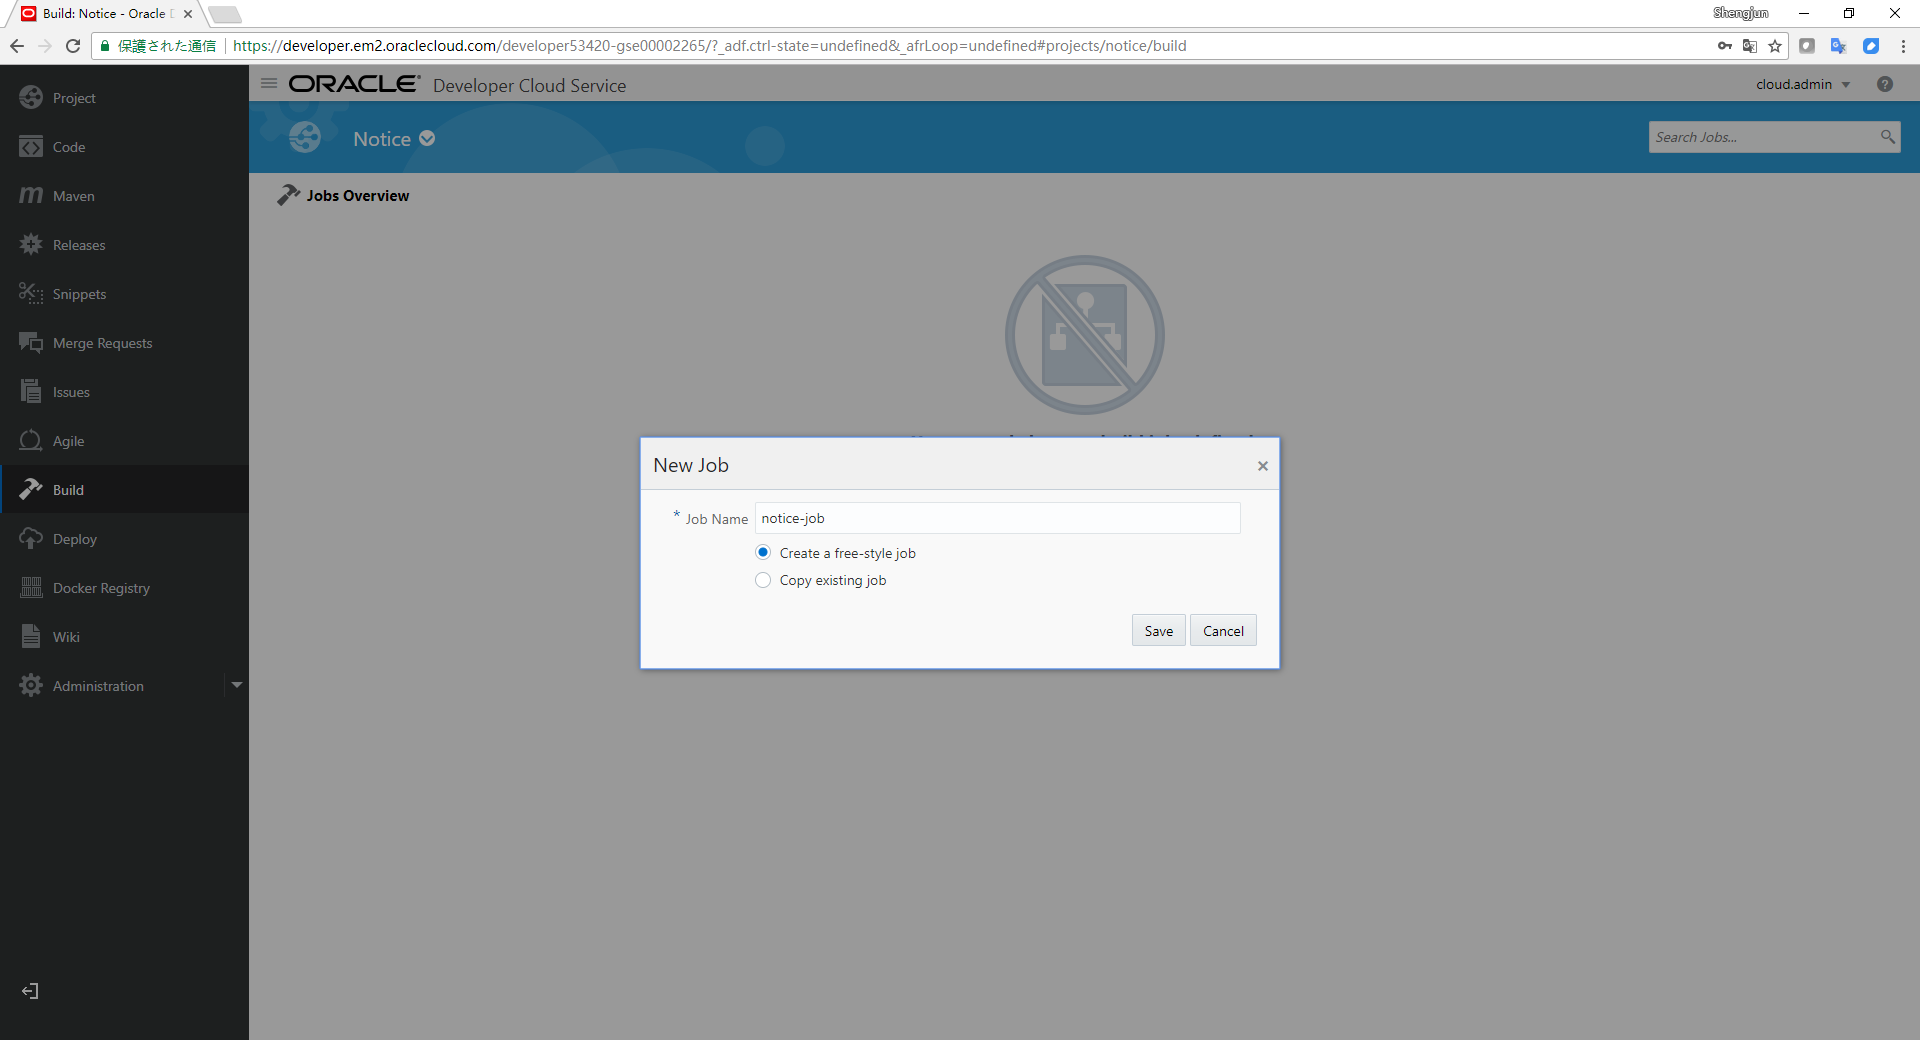 Build: Notice - Oracle
Shengjun
保護された通信
https://developer.em2.oraclecloud.com/developer53420-gse00002265/?_adf.ctrl-state=undefined&_afrLoop=undefined#projects/notice/build
Project
Code
Maven
Releases
Snippets
Merge Requests
Issues
Agile
Build
Deploy
Docker Registry
Wiki
Administration
ORACLE Developer Cloud Service
cloud.admin
Notice
Search Jobs...
Jobs Overview
New Job
* Job Name notice-job
Create a free-style job
Copy existing job
Save Cancel